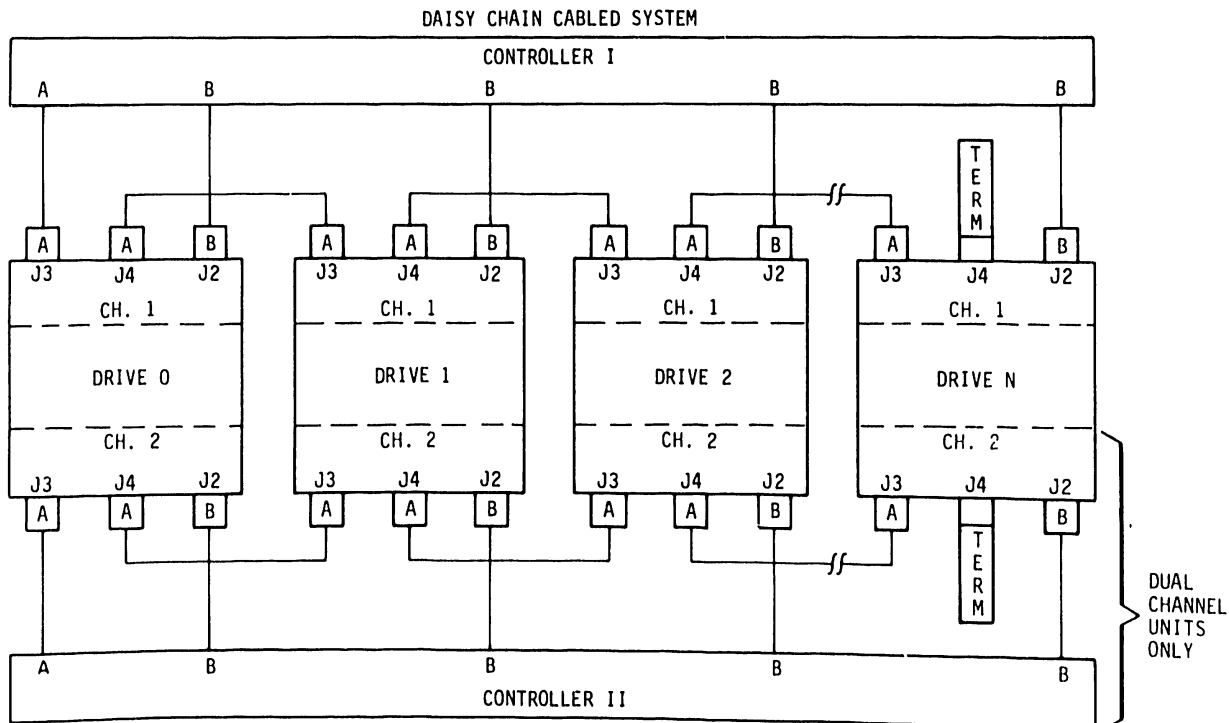 DAISY CHAIN CABLED SYSTEM
CONTROLLER I
A B B B B
TERM
A A B A A B A A B A B
J3 J4 J2 J3 J4 J2 J3 J4 J2 J3 J4 J2
CH. 1 CH. 1 CH. 1 CH. 1
DRIVE 0 DRIVE 1 DRIVE 2 DRIVE N
CH. 2 CH. 2 CH. 2 CH. 2
J3 J4 J2 J3 J4 J2 J3 J4 J2 J3 J4 J2
A A B A A B A A B A B
TERM
DUAL
CHANNEL
UNITS
ONLY
A B B B B
CONTROLLER II